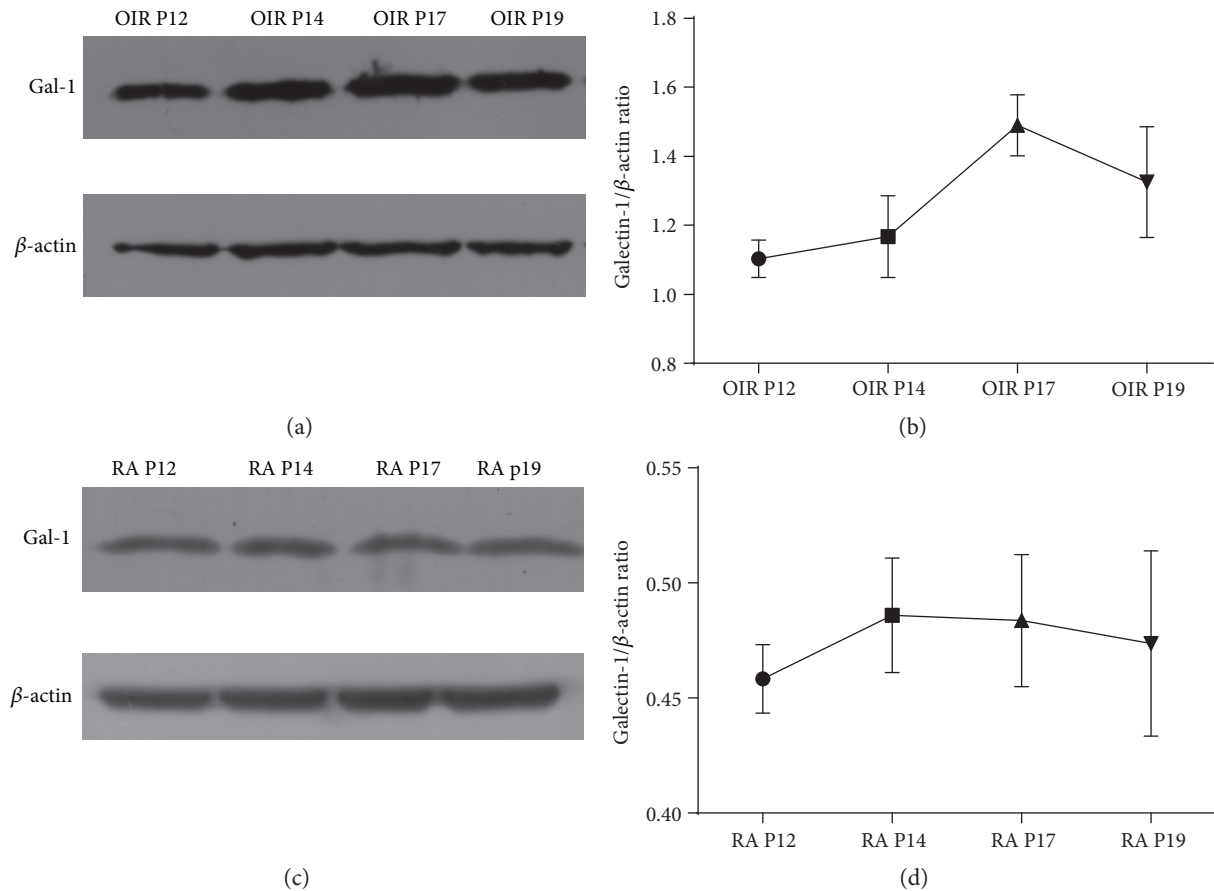 OIR P12 OIR P14 OIR P17 OIR P19
Gal-1
β-actin
(a)
1.8
1.6
1.4
1.2
1.0
0.8
Galectin-1/β-actin ratio
OIR P12 OIR P14 OIR P17 OIR P19
(b)
RA P12 RA P14 RA P17 RA p19
Gal-1
β-actin
(c)
0.55
0.50
0.45
0.40
Galectin-1/β-actin ratio
RA P12 RA P14 RA P17 RA P19
(d)